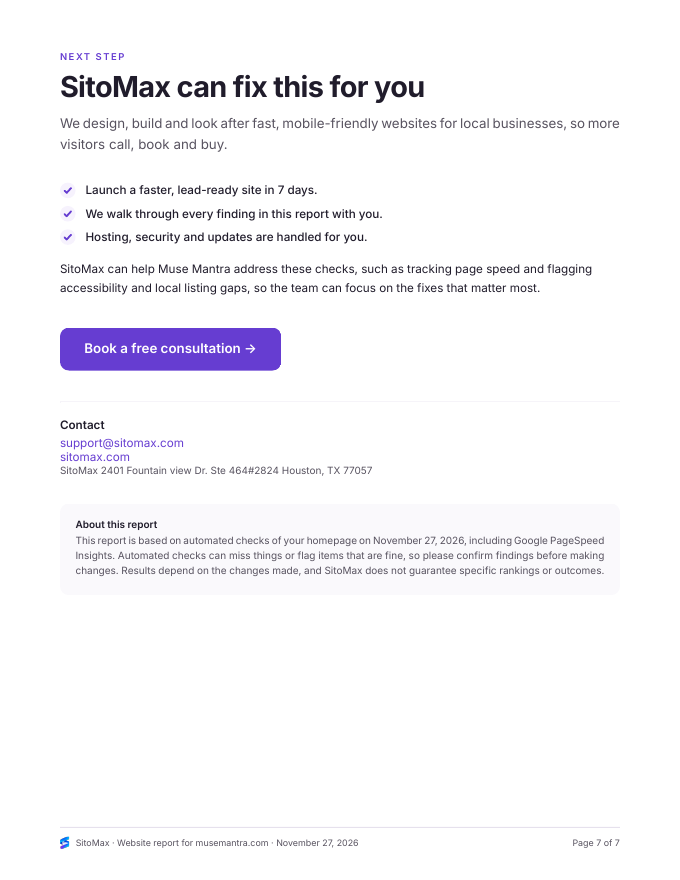 NEXT STEP
SitoMax can fix this for you
We design, build and look after fast, mobile-friendly websites for local businesses, so more
visitors call, book and buy.
Launch a faster, lead-ready site in 7 days.
We walk through every finding in this report with you.
Hosting, security and updates are handled for you.
SitoMax can help Muse Mantra address these checks, such as tracking page speed and flagging
accessibility and local listing gaps, so the team can focus on the fixes that matter most.
Book a free consultation →
Contact
support@sitomax.com
sitomax.com
SitoMax 2401 Fountain view Dr. Ste 464#2824 Houston, TX 77057
About this report
This report is based on automated checks of your homepage on November 27, 2026, including Google PageSpeed
Insights. Automated checks can miss things or flag items that are fine, so please confirm findings before making
changes. Results depend on the changes made, and SitoMax does not guarantee specific rankings or outcomes.
SitoMax · Website report for musemantra.com · November 27, 2026
Page 7 of 7